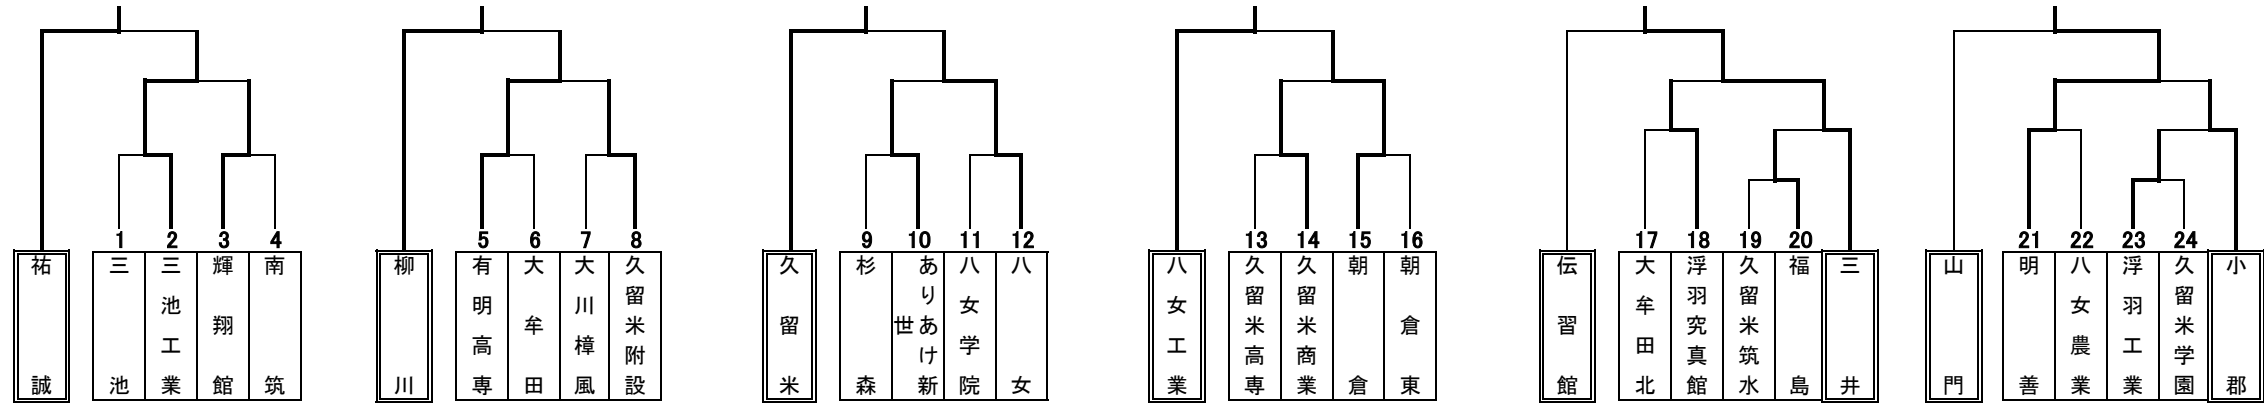 1 2 3 4 5 6 7 8 9 10 11 12 13 14 15 16 17 18 19 20 21 22 23 24
祐誠
三池
三池工業
輝翔館
南筑
柳川
有明高専
大牟田
大川樟風
久留米附設
久留米
杉森
ありあけ新世
八女学院
八女
八女工業
久留米高専
久留米商業
朝倉
朝倉東
伝習館
大牟田北
浮羽究真館
久留米筑水
福島
三井
山門
明善
八女農業
浮羽工業
久留米学園
小郡